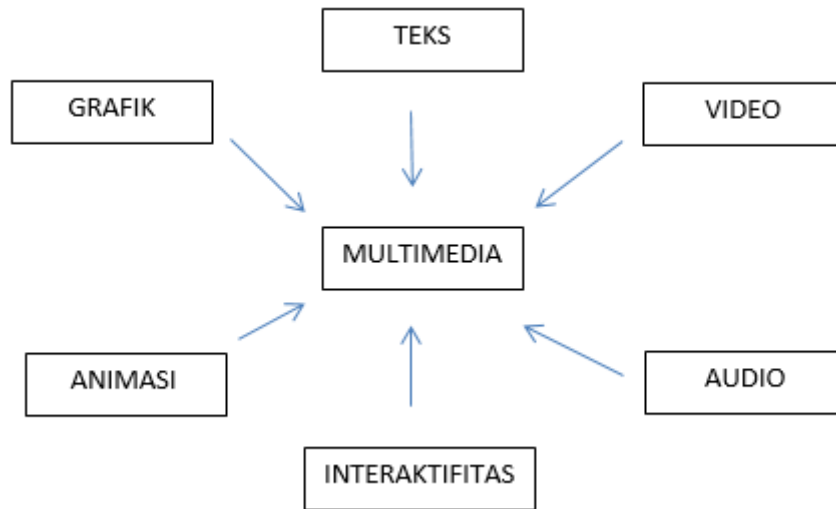 TEKS
GRAFIK
VIDEO
MULTIMEDIA
ANIMASI
AUDIO
INTERAKTIFITAS